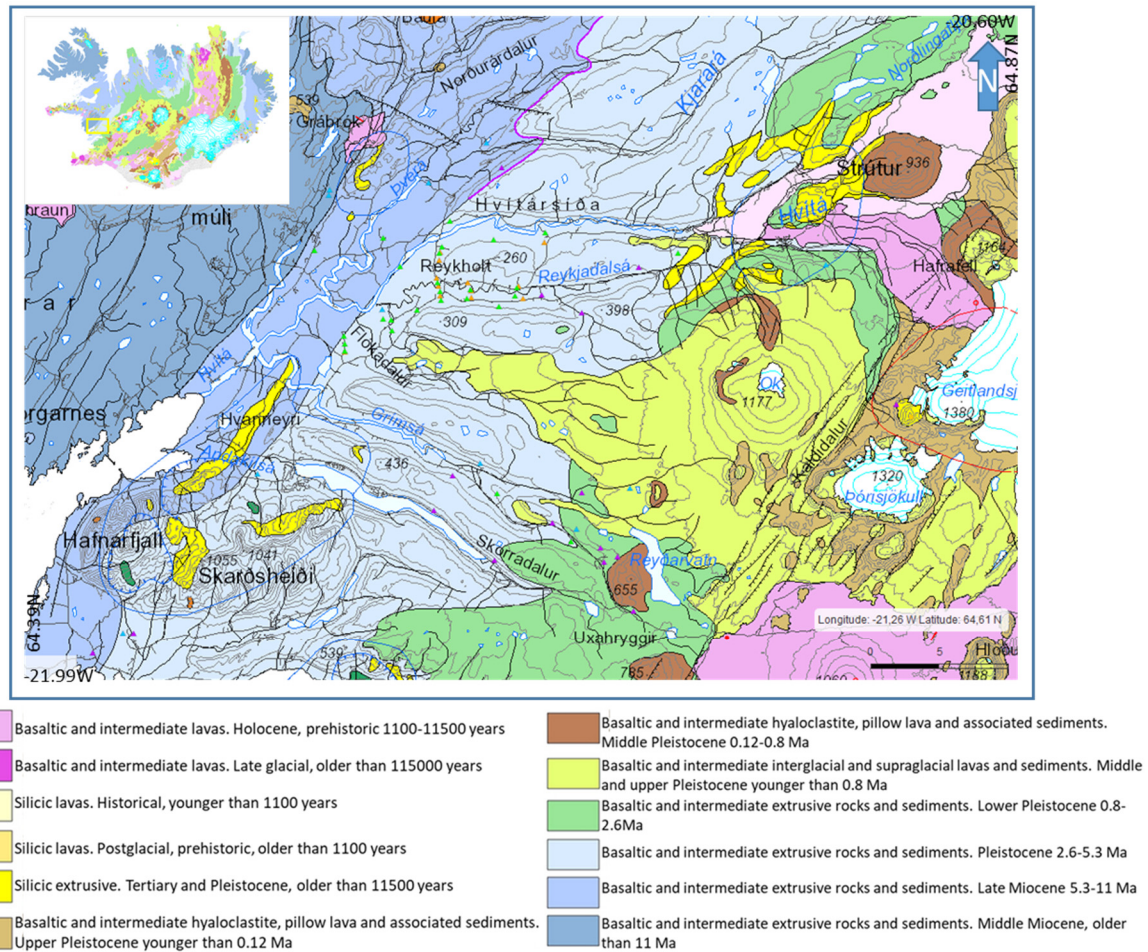 Baula
-20.60W
64.87N
N
Norðurárdalur
Kjarará
Norðlingafl
539
Grábrók
Þverá
Strútur
936
hraun
múli
Hvítársíða
Hvítá
1164
Reykholt
260
Reykjadalsá
Hafrafell
r a r
309
398
Flókadalur
Hvítá
Ok
1177
Geitlandsj
1380
orgarnes
Hvanneyri
Grímsá
Kaldidalur
Andakílsá
436
1320
Þórisjökull
Hafnarfjall
1055
1041
Skarðsheiði
Skorradalur
Reyðarvatn
655
64.39N
Uxahryggir
Longitude: -21,26 W Latitude: 64,61 N
539
785
0
5
Hlöðu
-21.99W
1060
1188
Basaltic and intermediate lavas. Holocene, prehistoric 1100-11500 years
Basaltic and intermediate lavas. Late glacial, older than 115000 years
Silicic lavas. Historical, younger than 1100 years
Silicic lavas. Postglacial, prehistoric, older than 1100 years
Silicic extrusive. Tertiary and Pleistocene, older than 11500 years
Basaltic and intermediate hyaloclastite, pillow lava and associated sediments.
Upper Pleistocene younger than 0.12 Ma
Basaltic and intermediate hyaloclastite, pillow lava and associated sediments.
Middle Pleistocene 0.12-0.8 Ma
Basaltic and intermediate interglacial and supraglacial lavas and sediments. Middle
and upper Pleistocene younger than 0.8 Ma
Basaltic and intermediate extrusive rocks and sediments. Lower Pleistocene 0.8-
2.6Ma
Basaltic and intermediate extrusive rocks and sediments. Pleistocene 2.6-5.3 Ma
Basaltic and intermediate extrusive rocks and sediments. Late Miocene 5.3-11 Ma
Basaltic and intermediate extrusive rocks and sediments. Middle Miocene, older
than 11 Ma